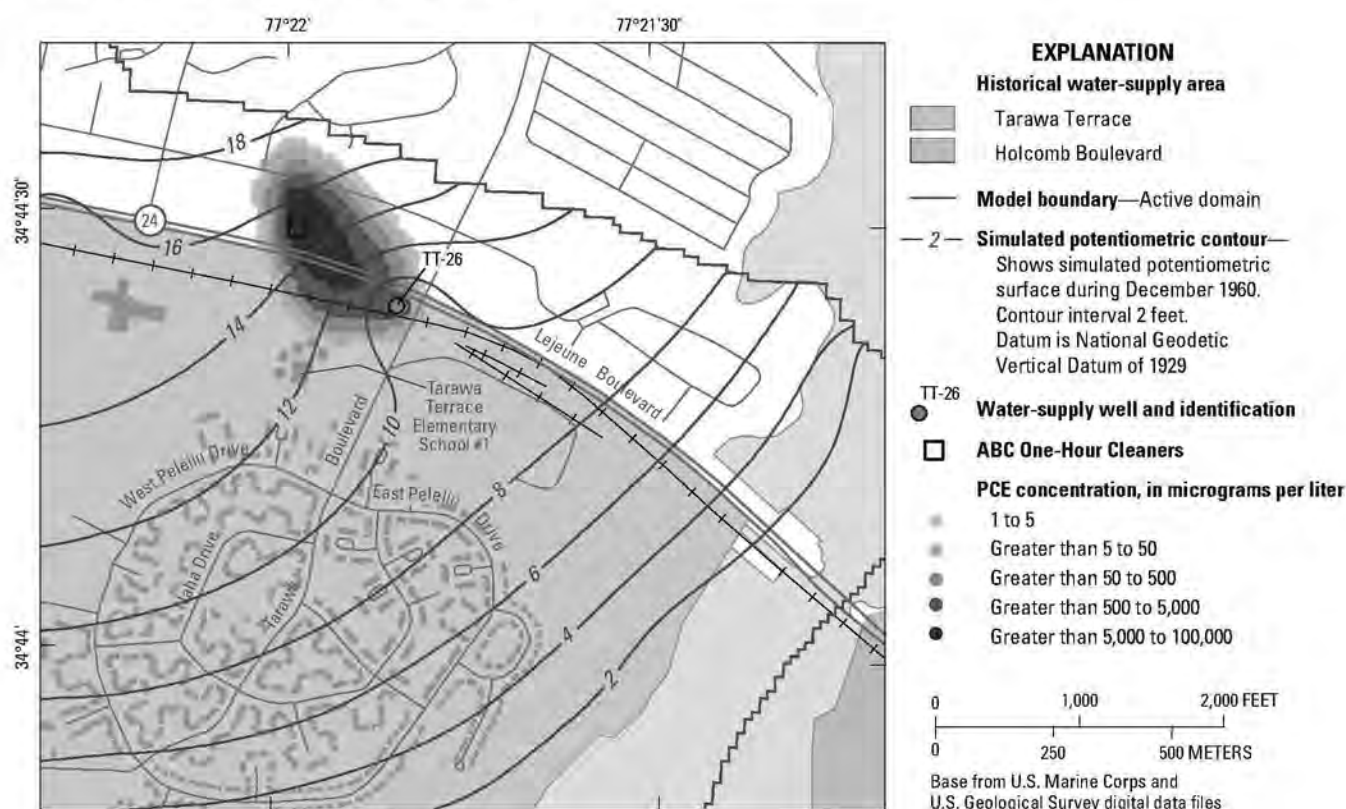 77°22'
77°21'30"
34°44'30"
34°44'
18
24
16
14
12
10
8
6
4
2
TT-26
Lejeune Boulevard
Tarawa
Terrace
Elementary
School #1
Boulevard
West Peleliu Drive
East Peleliu Drive
Naha Drive
Tarawa
EXPLANATION
Historical water-supply area
Tarawa Terrace
Holcomb Boulevard
Model boundary—Active domain
2 Simulated potentiometric contour—
Shows simulated potentiometric
surface during December 1960.
Contour interval 2 feet.
Datum is National Geodetic
Vertical Datum of 1929
TT-26
Water-supply well and identification
ABC One-Hour Cleaners
PCE concentration, in micrograms per liter
1 to 5
Greater than 5 to 50
Greater than 50 to 500
Greater than 500 to 5,000
Greater than 5,000 to 100,000
0 1,000 2,000 FEET
0 250 500 METERS
Base from U.S. Marine Corps and
U.S. Geological Survey digital data files